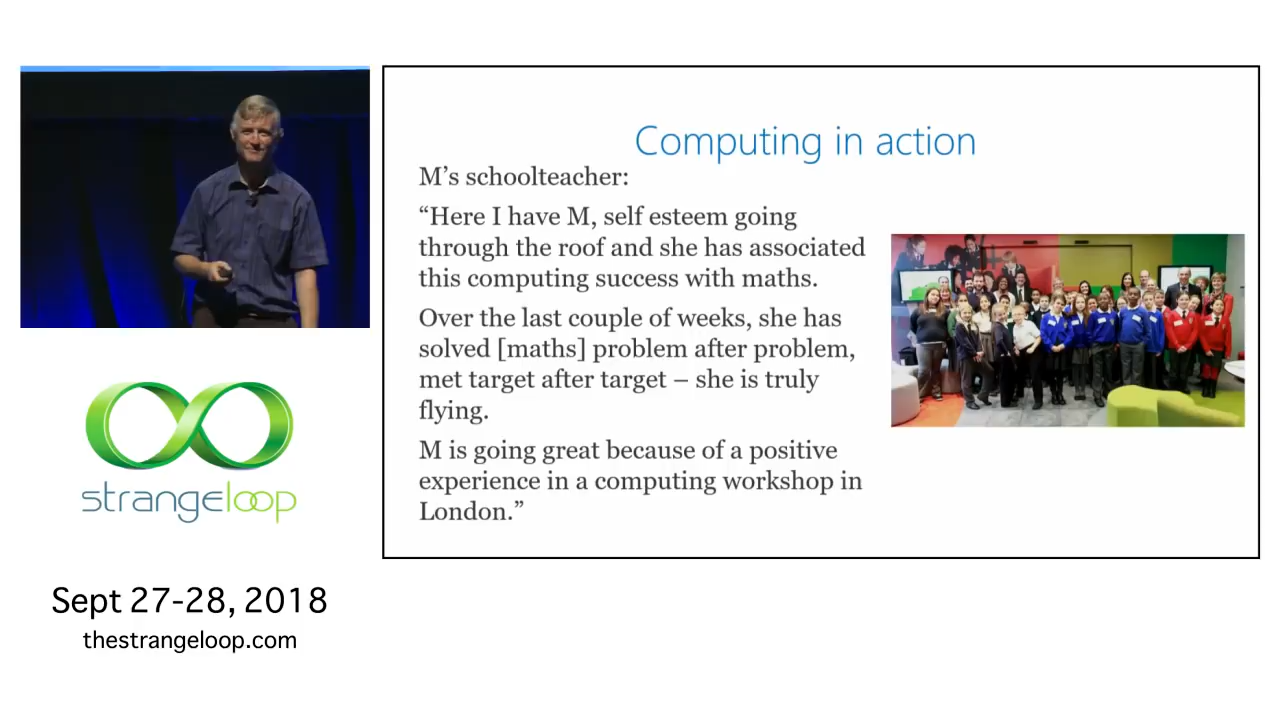 Computing in action
M’s schoolteacher:
“Here I have M, self esteem going
through the roof and she has associated
this computing success with maths.
Over the last couple of weeks, she has
solved [maths] problem after problem,
met target after target – she is truly
flying.
M is going great because of a positive
experience in a computing workshop in
London.”
strangeloop
Sept 27-28, 2018
thestrangeloop.com